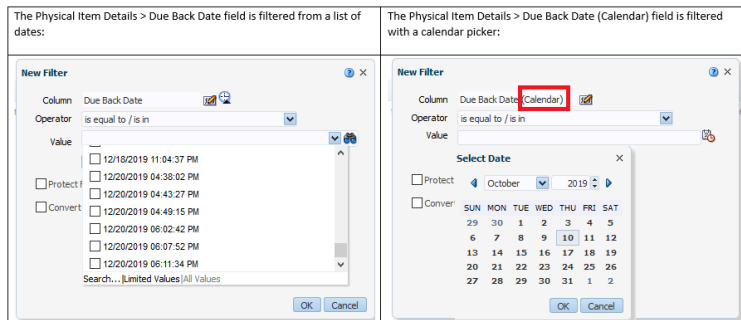 The Physical Item Details > Due Back Date field is filtered from a list of
dates:
The Physical Item Details > Due Back Date (Calendar) field is filtered
with a calendar picker:
New Filter
Column Due Back Date
Operator is equal to / is in
Value
12/18/2019 11:04:37 PM
12/20/2019 04:38:02 PM
12/20/2019 04:43:27 PM
12/20/2019 04:49:15 PM
12/20/2019 06:02:42 PM
12/20/2019 06:07:52 PM
12/20/2019 06:11:34 PM
Protect
Convert
Search... |Limited Values|All Values
OK Cancel
New Filter
Column Due Back Date (Calendar)
Operator is equal to / is in
Value
Select Date
Protect
Conver
October 2019
SUN MON TUE WED THU FRI SAT
29 30 1 2 3 4 5
6 7 8 9 10 11 12
13 14 15 16 17 18 19
20 21 22 23 24 25 26
27 28 29 30 31 1 2
OK Cancel
OK Cancel